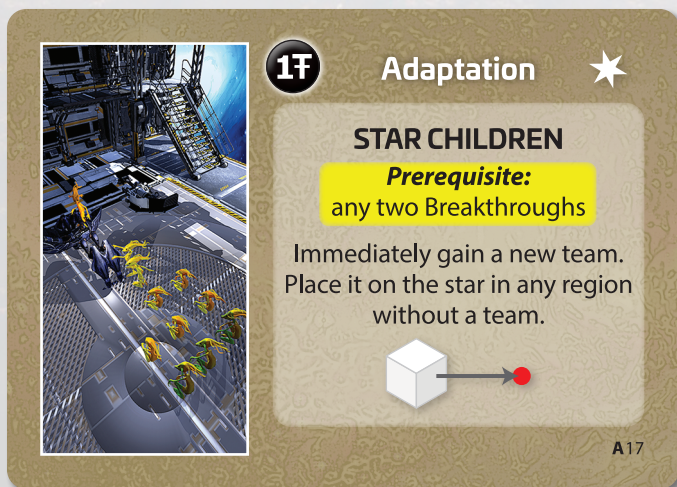 1Ŧ
Adaptation
STAR CHILDREN
Prerequisite:
any two Breakthroughs
Immediately gain a new team.
Place it on the star in any region
without a team.
A17